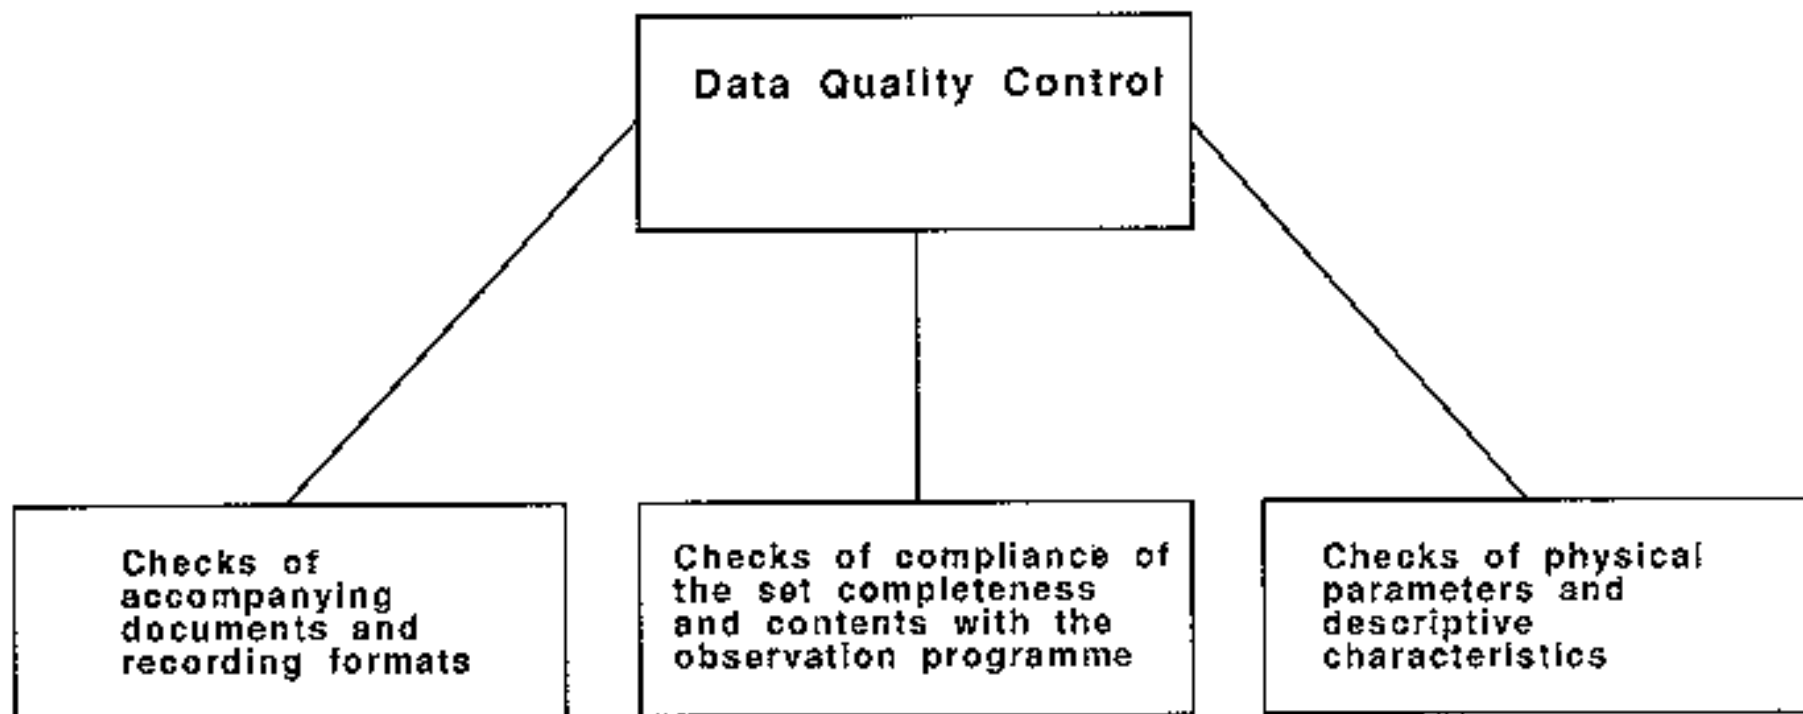 Data Quality Control
Checks of
accompanying
documents and
recording formats
Checks of compliance of
the set completeness
and contents with the
observation programme
Checks of physical
parameters and
descriptive
characteristics